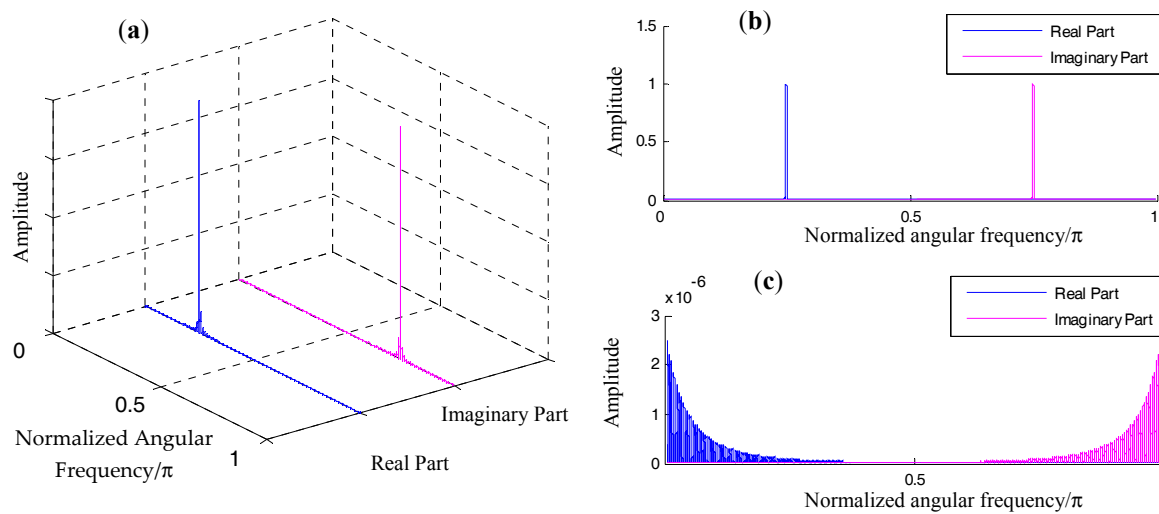 (a)
Amplitude
0
0.5
1
Normalized Angular
Frequency/π
Real Part
Imaginary Part
(b)
Real Part
Imaginary Part
1.5
1
0.5
0
Amplitude
0
0.5
1
Normalized angular frequency/π
(c)
x 10^-6
Real Part
Imaginary Part
3
2
1
0
Amplitude
0.5
Normalized angular frequency/π